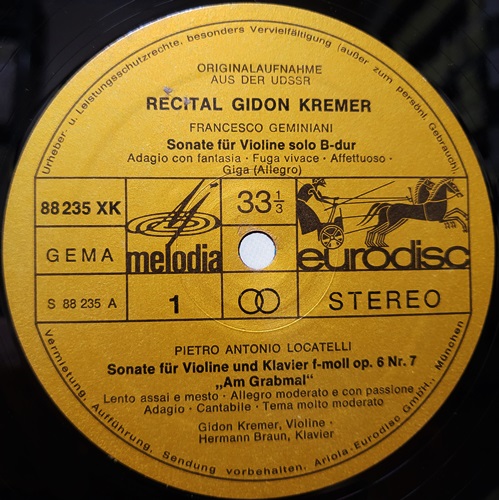 Urheber- u. Leistungsschutzrechte, besonders Vervielfältigung (außer zum persönl. Gebrauch),
ORIGINALAUFNAHME
AUS DER UDSSR
RECITAL GIDON KREMER
FRANCESCO GEMINIANI
Sonate für Violine solo B-dur
Adagio con fantasia · Fuga vivace · Affettuoso ·
Giga (Allegro)
88 235 XK
33 1/3
GEMA
melodia
eurodisc
S 88 235 A
1
STEREO
PIETRO ANTONIO LOCATELLI
Sonate für Violine und Klavier f-moll op. 6 Nr. 7
„Am Grabmal“
Lento assai e mesto · Allegro moderato e con passione
Adagio · Cantabile · Tema molto moderato
Gidon Kremer, Violine ·
Hermann Braun, Klavier
Vermietung, Aufführung, Sendung vorbehalten. Ariola-Eurodisc GmbH., München